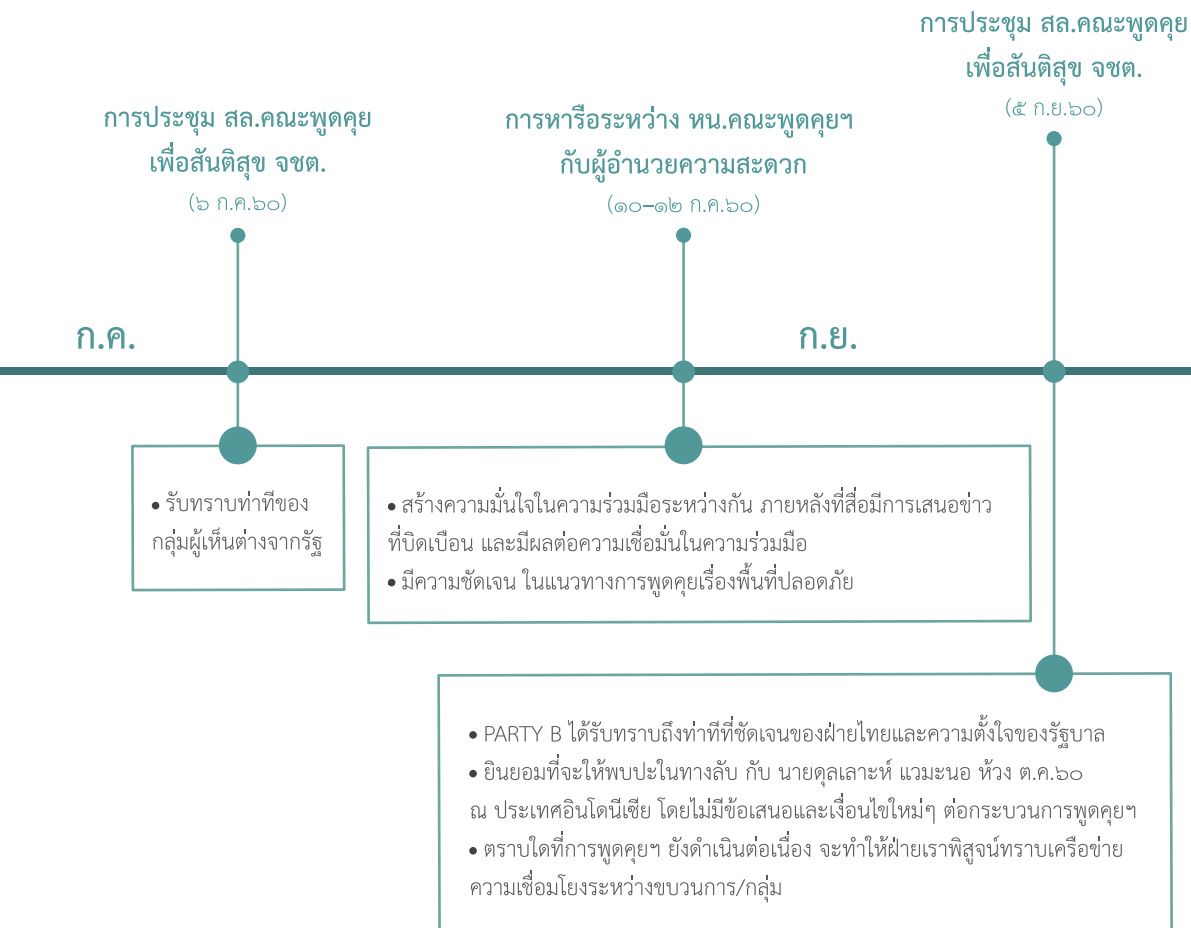 การประชุม สล.คณะพูดคุย
เพื่อสันติสุข จชต.
(๕ ก.ย.๖๐)
การประชุม สล.คณะพูดคุย
เพื่อสันติสุข จชต.
(๖ ก.ค.๖๐)
การหารือระหว่าง หน.คณะพูดคุยฯ
กับผู้อำนวยความสะดวก
(๑๐–๑๒ ก.ค.๖๐)
ก.ค.
ก.ย.
• รับทราบท่าทีของ
กลุ่มผู้เห็นต่างจากรัฐ
• สร้างความมั่นใจในความร่วมมือระหว่างกัน ภายหลังที่สื่อมีการเสนอข่าว
ที่บิดเบือน และมีผลต่อความเชื่อมั่นในความร่วมมือ
• มีความชัดเจน ในแนวทางการพูดคุยเรื่องพื้นที่ปลอดภัย
• PARTY B ได้รับทราบถึงท่าทีที่ชัดเจนของฝ่ายไทยและความตั้งใจของรัฐบาล
• ยินยอมที่จะให้พบปะในทางลับ กับ นายดุลเลาะห์ แวมะนอ ห้วง ต.ค.๖๐
ณ ประเทศอินโดนีเซีย โดยไม่มีข้อเสนอและเงื่อนไขใหม่ๆ ต่อกระบวนการพูดคุยฯ
• ตราบใดที่การพูดคุยฯ ยังดำเนินต่อเนื่อง จะทำให้ฝ่ายเราพิสูจน์ทราบเครือข่าย
ความเชื่อมโยงระหว่างขบวนการ/กลุ่ม